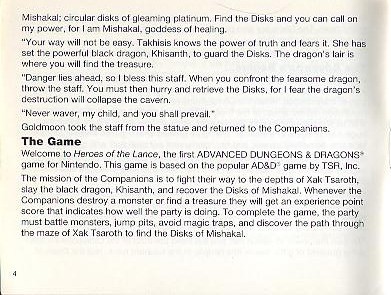 Mishakal; circular disks of gleaming platinum. Find the Disks and you can call on
my power, for I am Mishakal, goddess of healing.
"Your way will not be easy. Takhisis knows the power of truth and fears it. She has
set the powerful black dragon, Khisanth, to guard the Disks. The dragon's lair is
where you will find the treasure.
"Danger lies ahead, so I bless this staff. When you confront the fearsome dragon,
throw the staff. You must then hurry and retrieve the Disks, for I fear the dragon's
destruction will collapse the cavern.
"Never waver, my child, and you shall prevail."
Goldmoon took the staff from the statue and returned to the Companions.
The Game
Welcome to Heroes of the Lance, the first ADVANCED DUNGEONS & DRAGONS®
game for Nintendo. This game is based on the popular AD&D® game by TSR, Inc.
The mission of the Companions is to fight their way to the depths of Xak Tsaroth,
slay the black dragon, Khisanth, and recover the Disks of Mishakal. Whenever the
Companions destroy a monster or find a treasure they will get an experience point
score that indicates how well the party is doing. To complete the game, the party
must battle monsters, jump pits, avoid magic traps, and discover the path through
the maze of Xak Tsaroth to find the Disks of Mishakal.
4